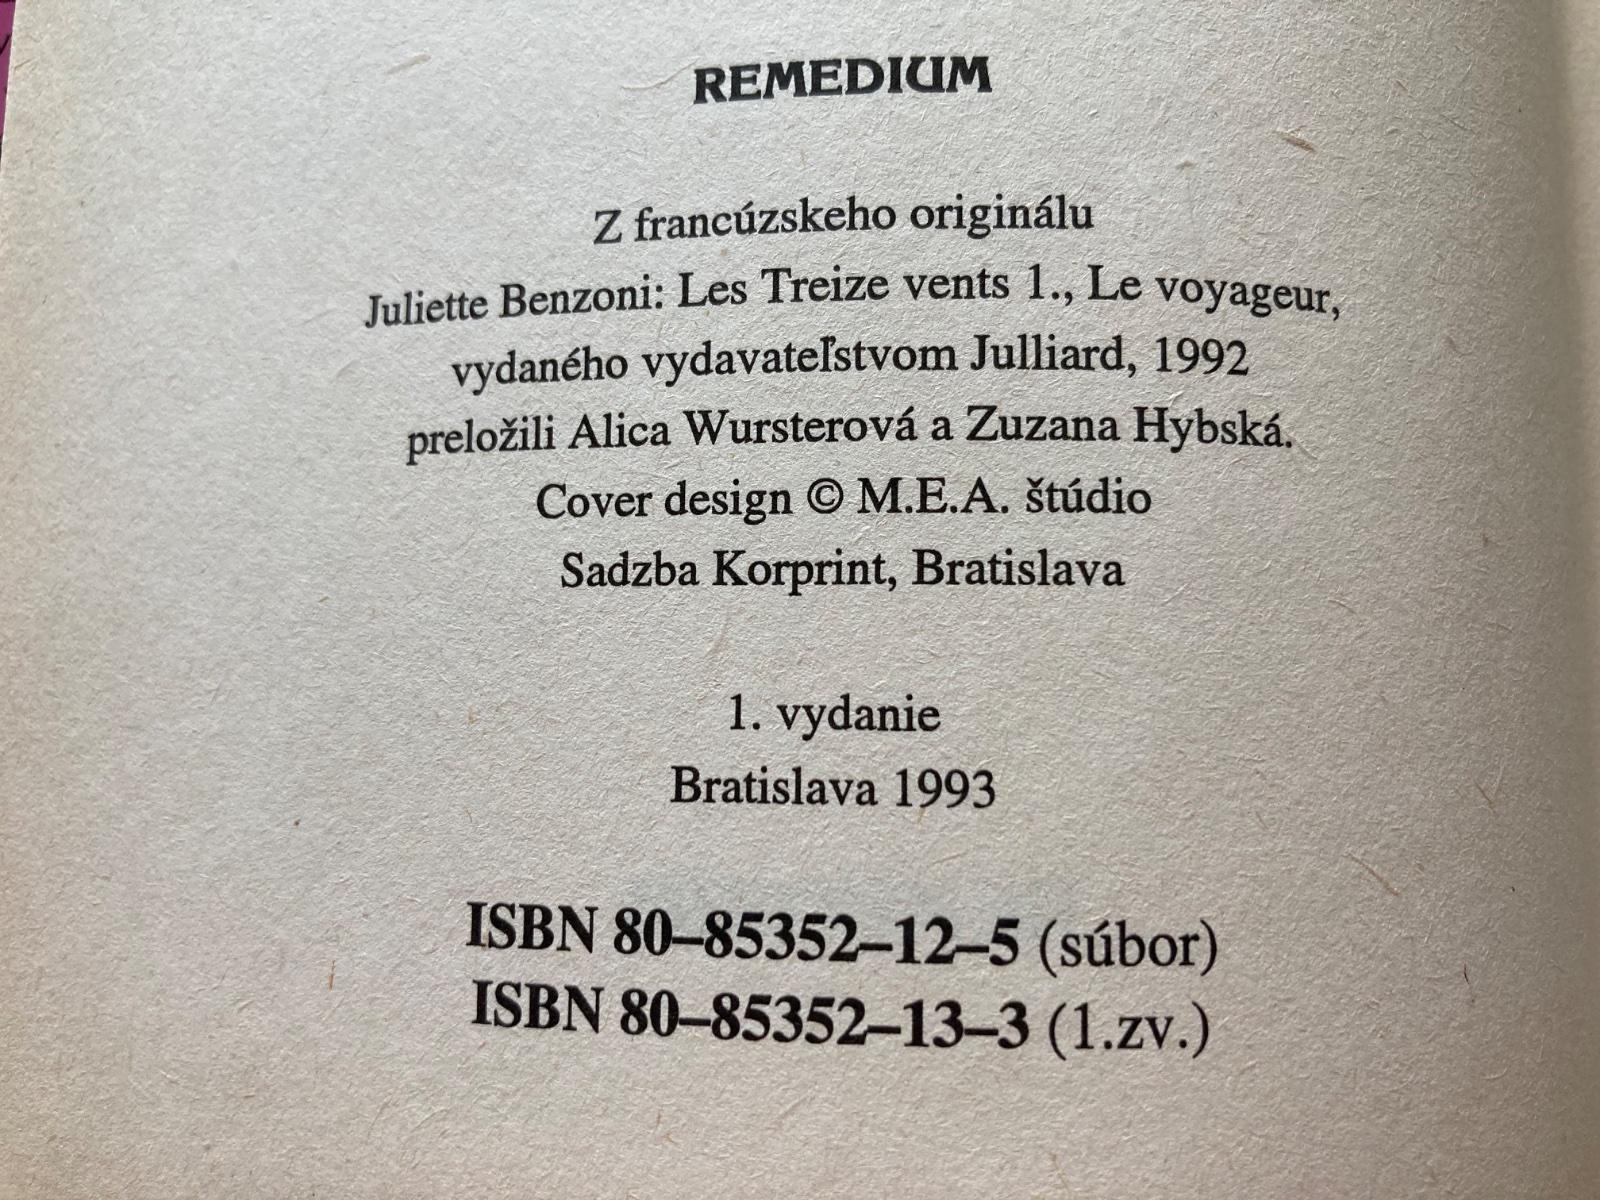 REMEDIUM
Z francúzskeho originálu
Juliette Benzoni: Les Treize vents 1., Le voyageur,
vydaného vydavateľstvom Julliard, 1992
preložili Alica Wursterová a Zuzana Hybská.
Cover design © M.E.A. štúdio
Sadzba Korprint, Bratislava
1. vydanie
Bratislava 1993
ISBN 80–85352–12–5 (súbor)
ISBN 80–85352–13–3 (1.zv.)